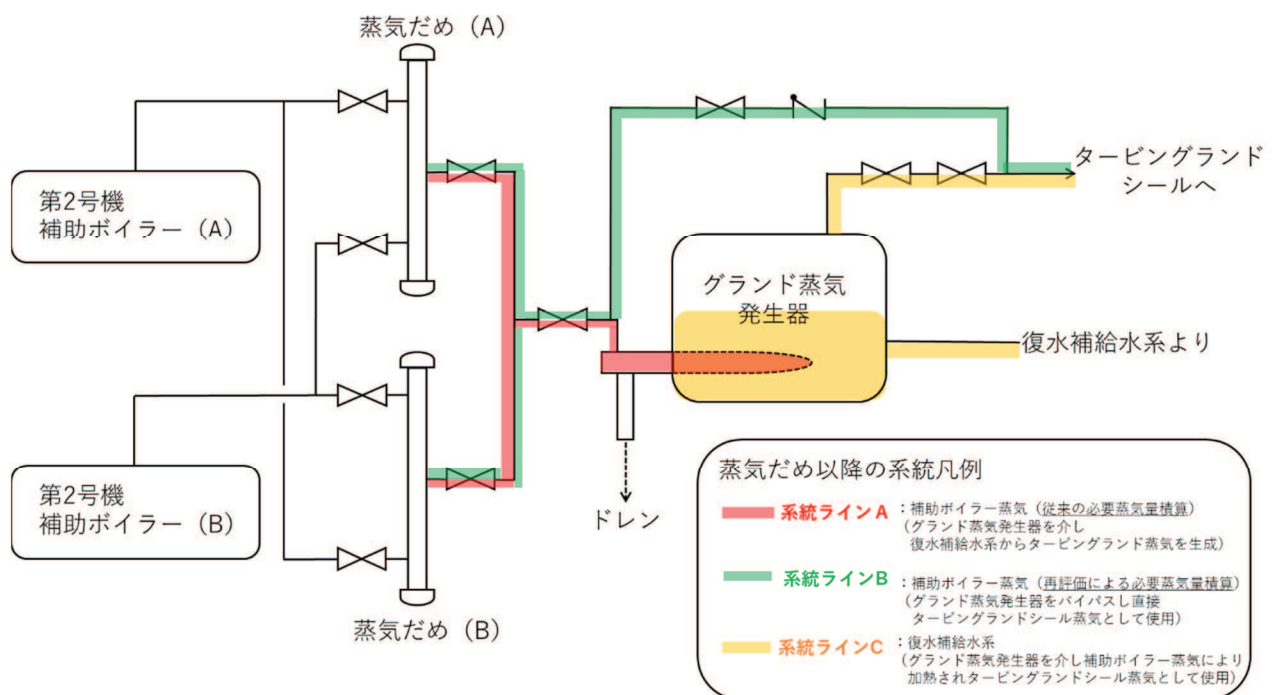 蒸気だめ（A）
第2号機
補助ボイラー（A）
タービングランド
シールへ
グランド蒸気
発生器
復水補給水系より
第2号機
補助ボイラー（B）
ドレン
蒸気だめ（B）
蒸気だめ以降の系統凡例
系統ラインA：補助ボイラー蒸気（従来の必要蒸気量積算）
（グランド蒸気発生器を介し
復水補給水系からタービングランド蒸気を生成）
系統ラインB：補助ボイラー蒸気（再評価による必要蒸気量積算）
（グランド蒸気発生器をバイパスし直接
タービングランドシール蒸気として使用）
系統ラインC：復水補給水系
（グランド蒸気発生器を介し補助ボイラー蒸気により
加熱されタービングランドシール蒸気として使用）